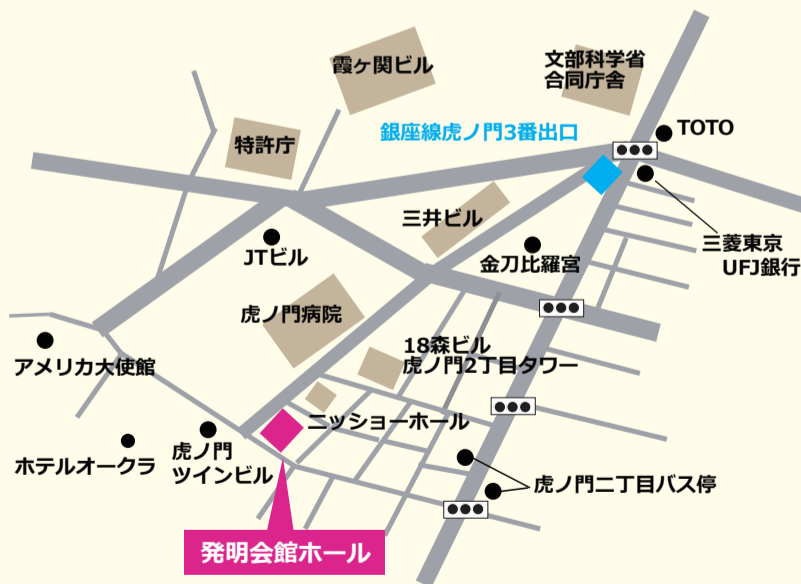 霞ヶ関ビル
文部科学省
合同庁舎
特許庁
銀座線虎ノ門3番出口
TOTO
三井ビル
三菱東京
UFJ銀行
JTビル
金刀比羅宮
虎ノ門病院
18森ビル
虎ノ門2丁目タワー
アメリカ大使館
ニッショーホール
虎ノ門
ツインビル
ホテルオークラ
虎ノ門二丁目バス停
発明会館ホール